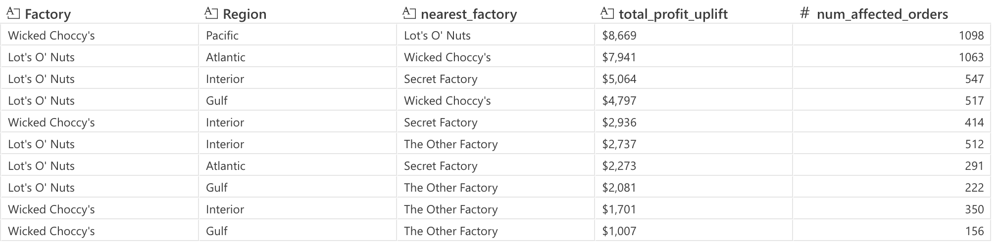 Factory Region nearest_factory total_profit_uplift # num_affected_orders
Wicked Choccy's Pacific Lot's O' Nuts $8,669 1098
Lot's O' Nuts Atlantic Wicked Choccy's $7,941 1063
Lot's O' Nuts Interior Secret Factory $5,064 547
Lot's O' Nuts Gulf Wicked Choccy's $4,797 517
Wicked Choccy's Interior Secret Factory $2,936 414
Lot's O' Nuts Interior The Other Factory $2,737 512
Lot's O' Nuts Atlantic Secret Factory $2,273 291
Lot's O' Nuts Gulf The Other Factory $2,081 222
Wicked Choccy's Interior The Other Factory $1,701 350
Wicked Choccy's Gulf The Other Factory $1,007 156